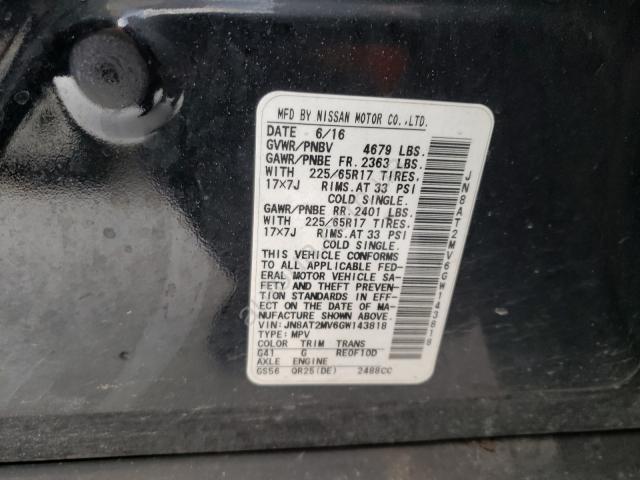 MFD BY NISSAN MOTOR CO.,LTD.
DATE 6/16
GVWR/PNBV 4679 LBS.
GAWR/PNBE FR. 2363 LBS.
WITH 225/65R17 TIRES,
17×7J RIMS.AT 33 PSI
COLD SINGLE.
GAWR/PNBE RR. 2401 LBS.
WITH 225/65R17 TIRES,
17×7J RIMS.AT 33 PSI
COLD SINGLE.
THIS VEHICLE CONFORMS
TO ALL APPLICABLE FED-
ERAL MOTOR VEHICLE SA-
FETY AND THEFT PREVEN-
TION STANDARDS IN EFF-
ECT ON THE DATE OF MA-
NUFACTURE SHOWN ABOVE.
VIN: JN8AT2MV6GW143818
TYPE: MPV
COLOR TRIM TRANS
G41 G RE0F10D
AXLE ENGINE
GS56 QR25(DE) 2488CC
JN8AT2MV6GW143818